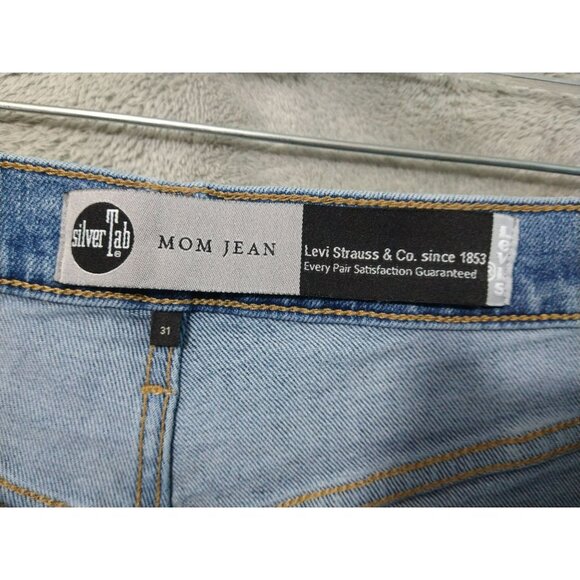 silver Tab
®
MOM JEAN
Levi Strauss & Co. since 1853
Every Pair Satisfaction Guaranteed
Levi's
31